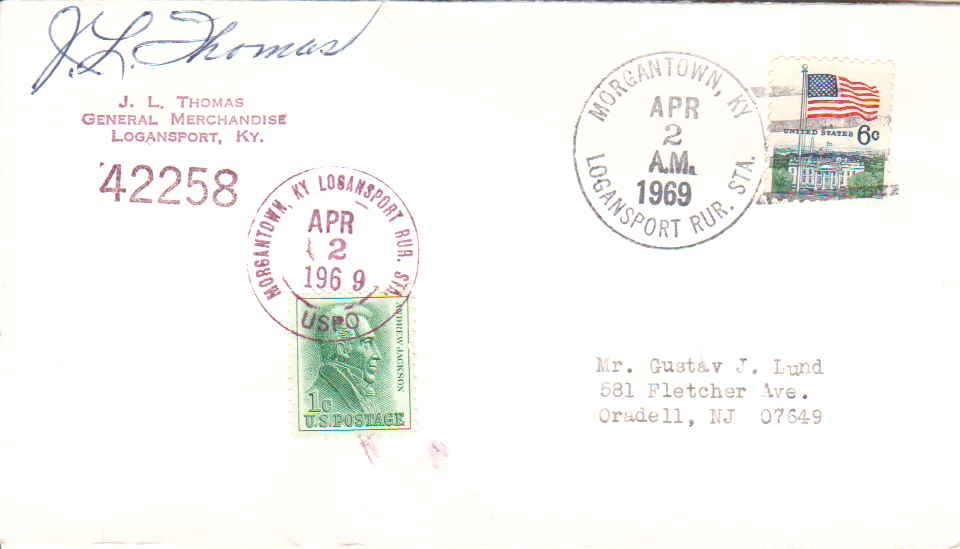 J. L. Thomas
J. L. THOMAS
GENERAL MERCHANDISE
LOGANSPORT, KY.
42258
MORGANTOWN, KY LOGANSPORT RUR. STA.
APR
2
1969
USPO
ANDREW JACKSON
1c
U.S. POSTAGE
MORGANTOWN, KY
APR
2
A.M.
1969
LOGANSPORT RUR. STA.
UNITED STATES 6c
Mr. Gustav J. Lund
581 Fletcher Ave.
Oradell, NJ 07649